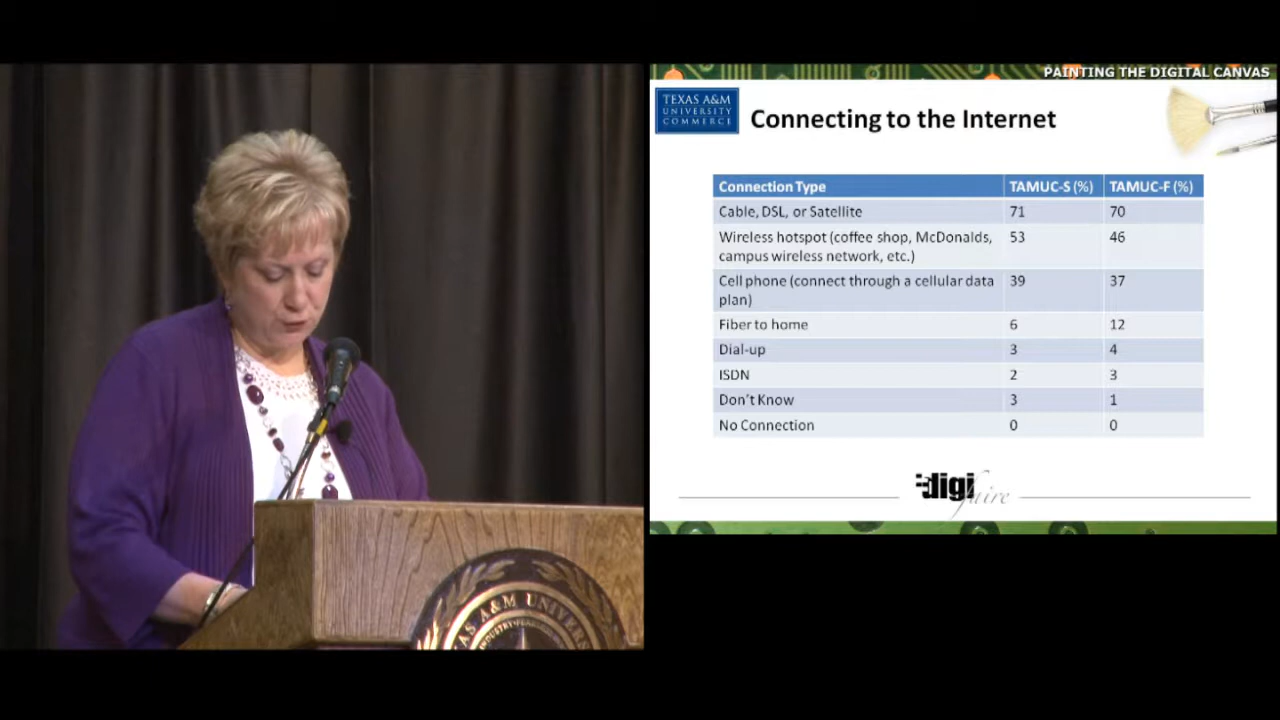 PAINTING THE DIGITAL CANVAS
TEXAS A&M
UNIVERSITY
COMMERCE
Connecting to the Internet
Connection Type TAMUC-S (%) TAMUC-F (%)
Cable, DSL, or Satellite 71 70
Wireless hotspot (coffee shop, McDonalds, 53 46
campus wireless network, etc.)
Cell phone (connect through a cellular data 39 37
plan)
Fiber to home 6 12
Dial-up 3 4
ISDN 2 3
Don't Know 3 1
No Connection 0 0
digi faire
AS A&M UNIVERS